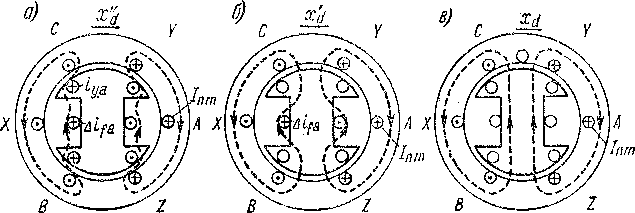 а) x″d
C Y
iya
Inm
X Δifa A
B Z
б) x′d
C Y
X Δifa A
Inm
B Z
в) xd
C Y
X A
Inm
B Z